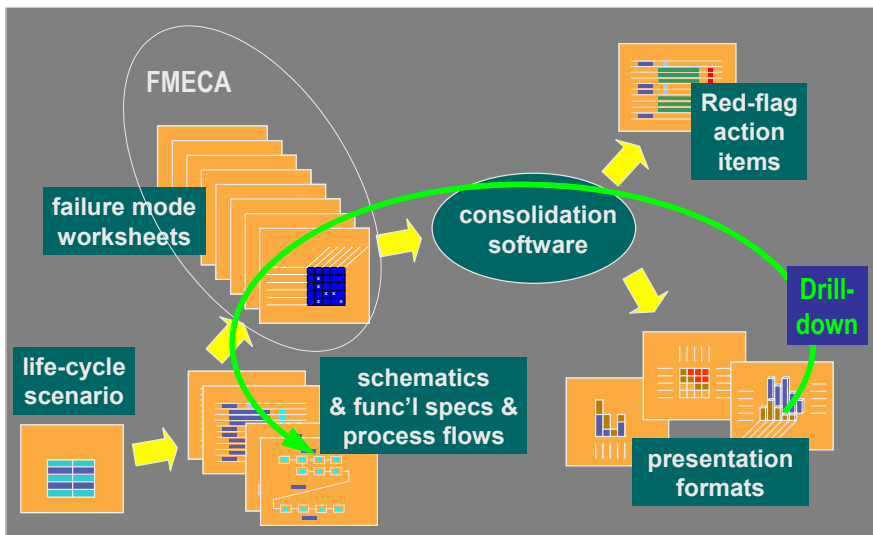 FMECA
failure mode
worksheets
life-cycle
scenario
schematics
& func'l specs &
process flows
consolidation
software
Red-flag
action
items
Drill-
down
presentation
formats